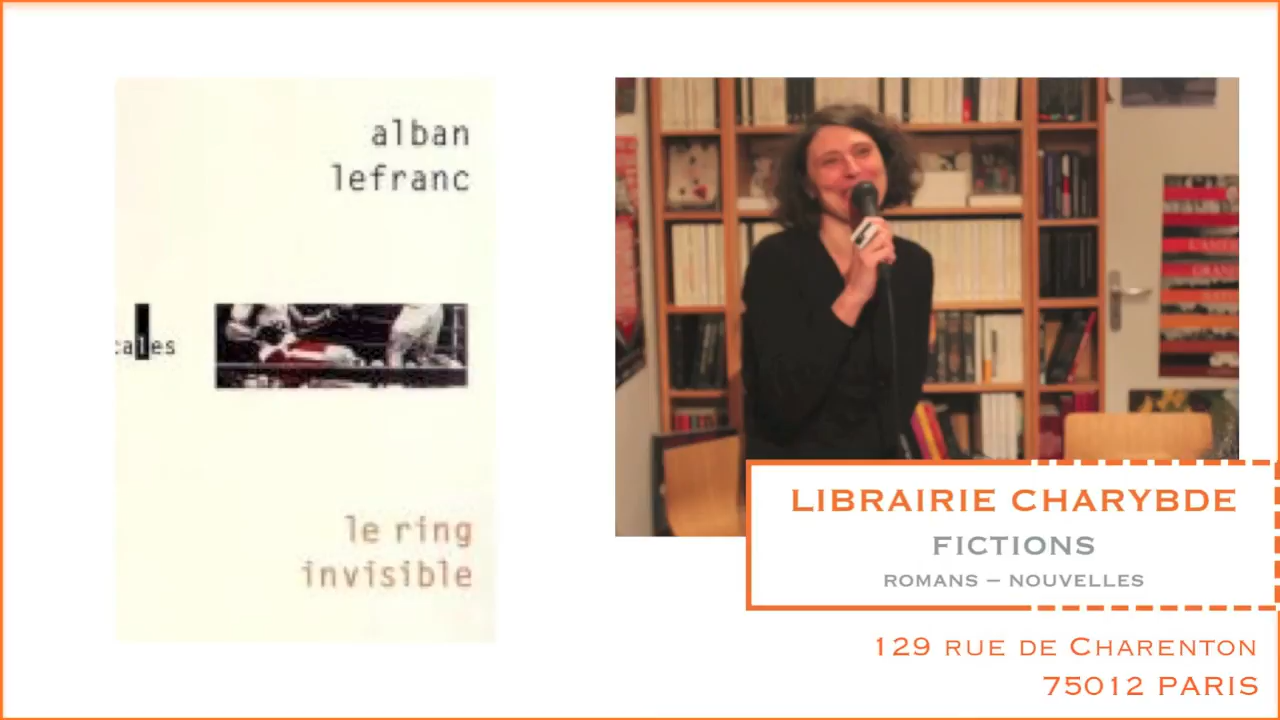 alban
lefranc
cales
le ring
invisible
LIBRAIRIE CHARYBDE
FICTIONS
ROMANS – NOUVELLES
129 RUE DE CHARENTON
75012 PARIS